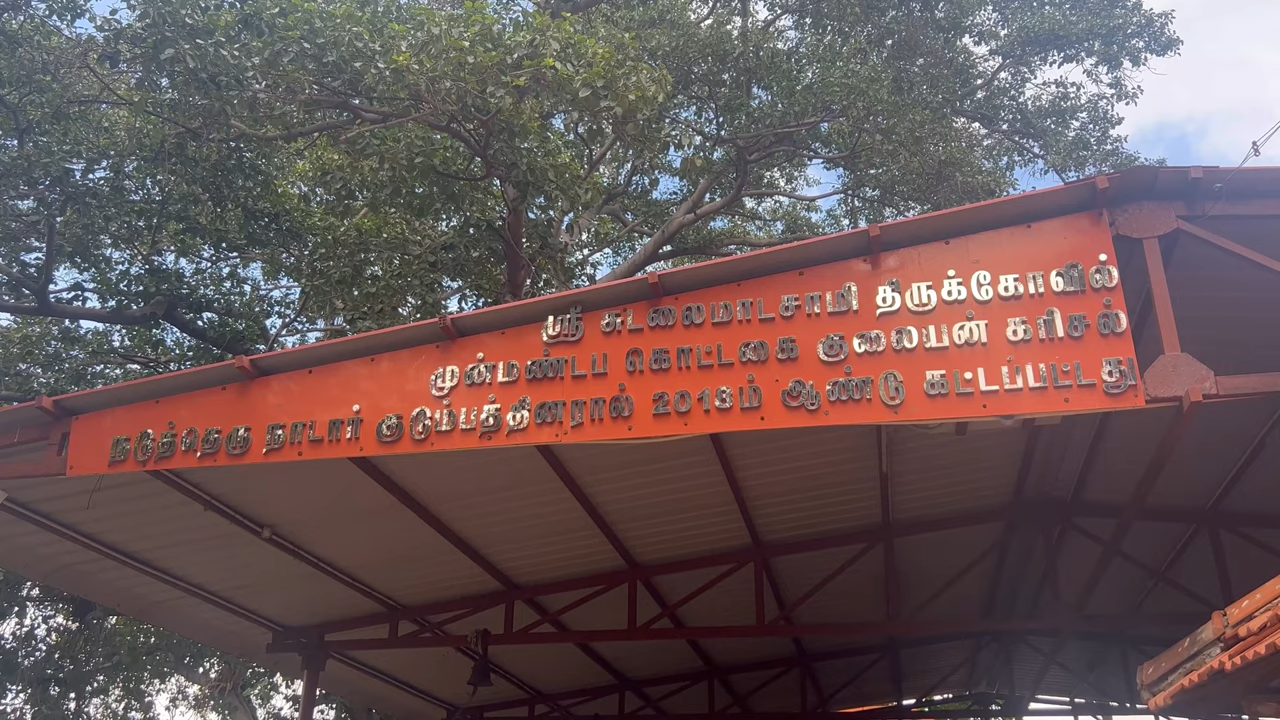 ஸ்ரீ சுடலைமாடசாமி திருக்கோவில்
முன்மண்டப கொட்டகை குலையன் கரிசல்
நடுத்தெரு நாடார் குடும்பத்தினரால் 2018ம் ஆண்டு கட்டப்பட்டது